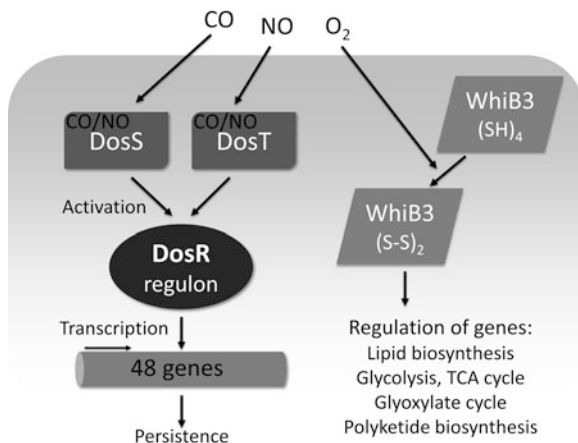 CO NO O₂
CO/NO CO/NO
DosS DosT
WhiB3
(SH)₄
Activation
WhiB3
(S-S)₂
DosR
regulon
Transcription
48 genes
Persistence
Regulation of genes:
Lipid biosynthesis
Glycolysis, TCA cycle
Glyoxylate cycle
Polyketide biosynthesis